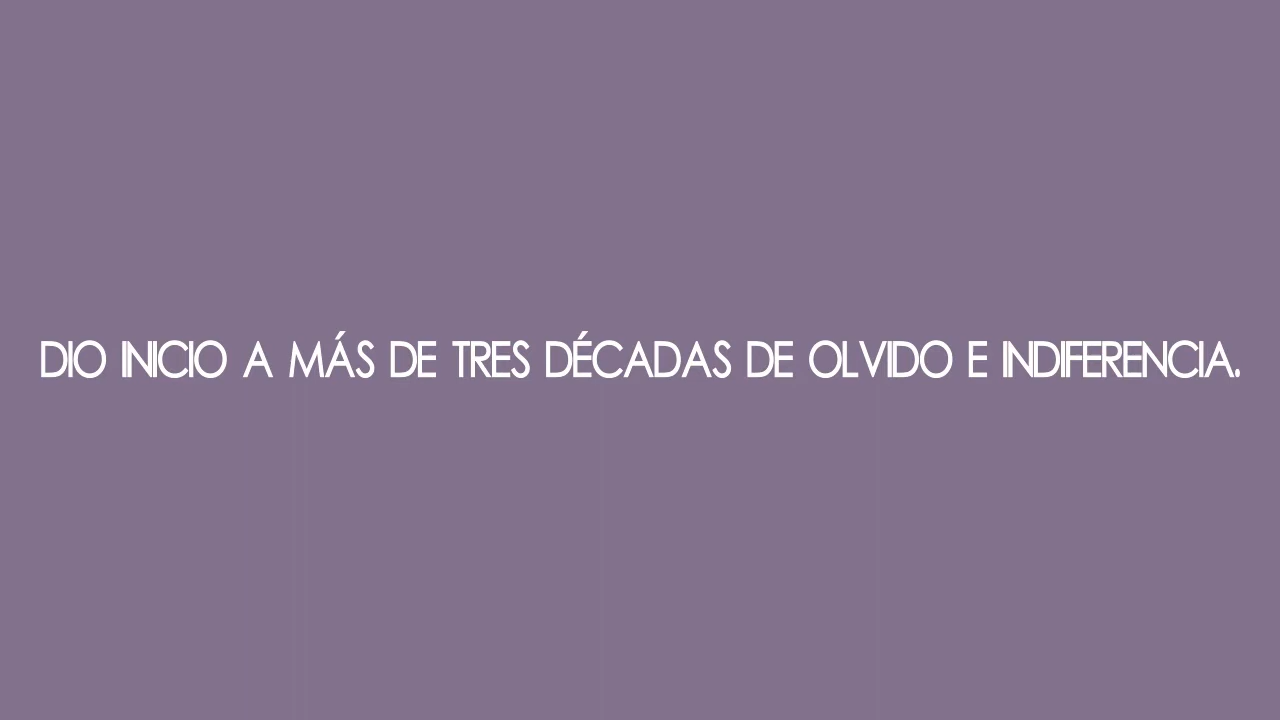 DIO INICIO A MÁS DE TRES DÉCADAS DE OLVIDO E INDIFERENCIA.